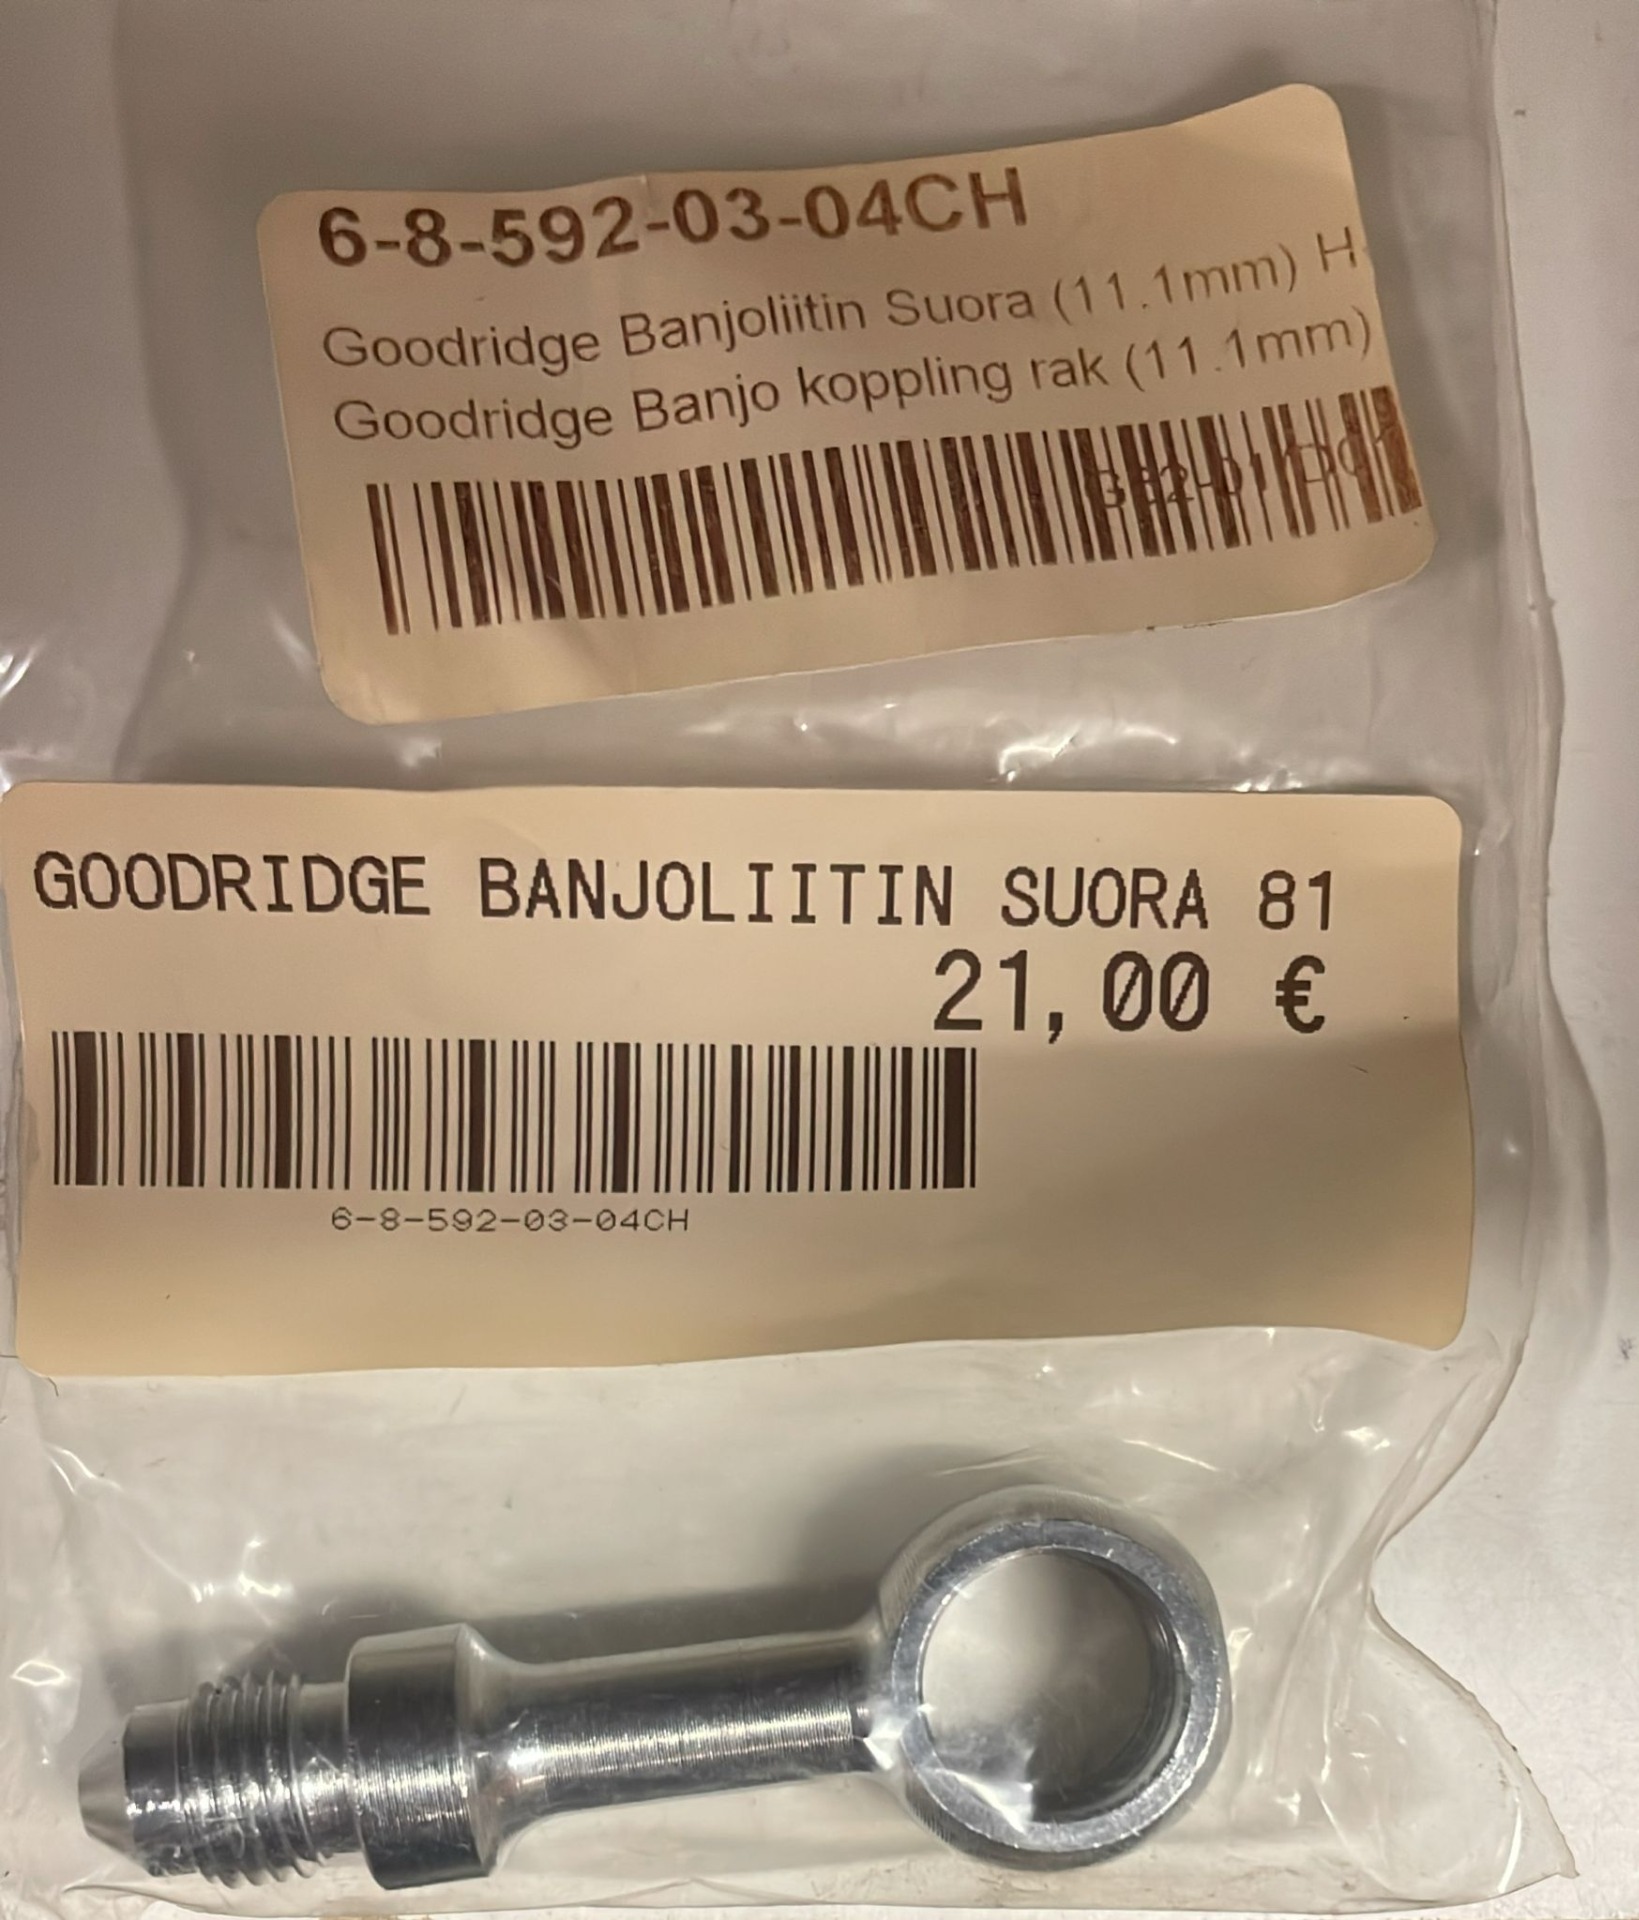 6-8-592-03-04CH
Goodridge Banjoliitin Suora (11.1mm) H
Goodridge Banjo koppling rak (11.1mm)
GOODRIDGE BANJOLIITIN SUORA 81
21,00 €
6-8-592-03-04CH